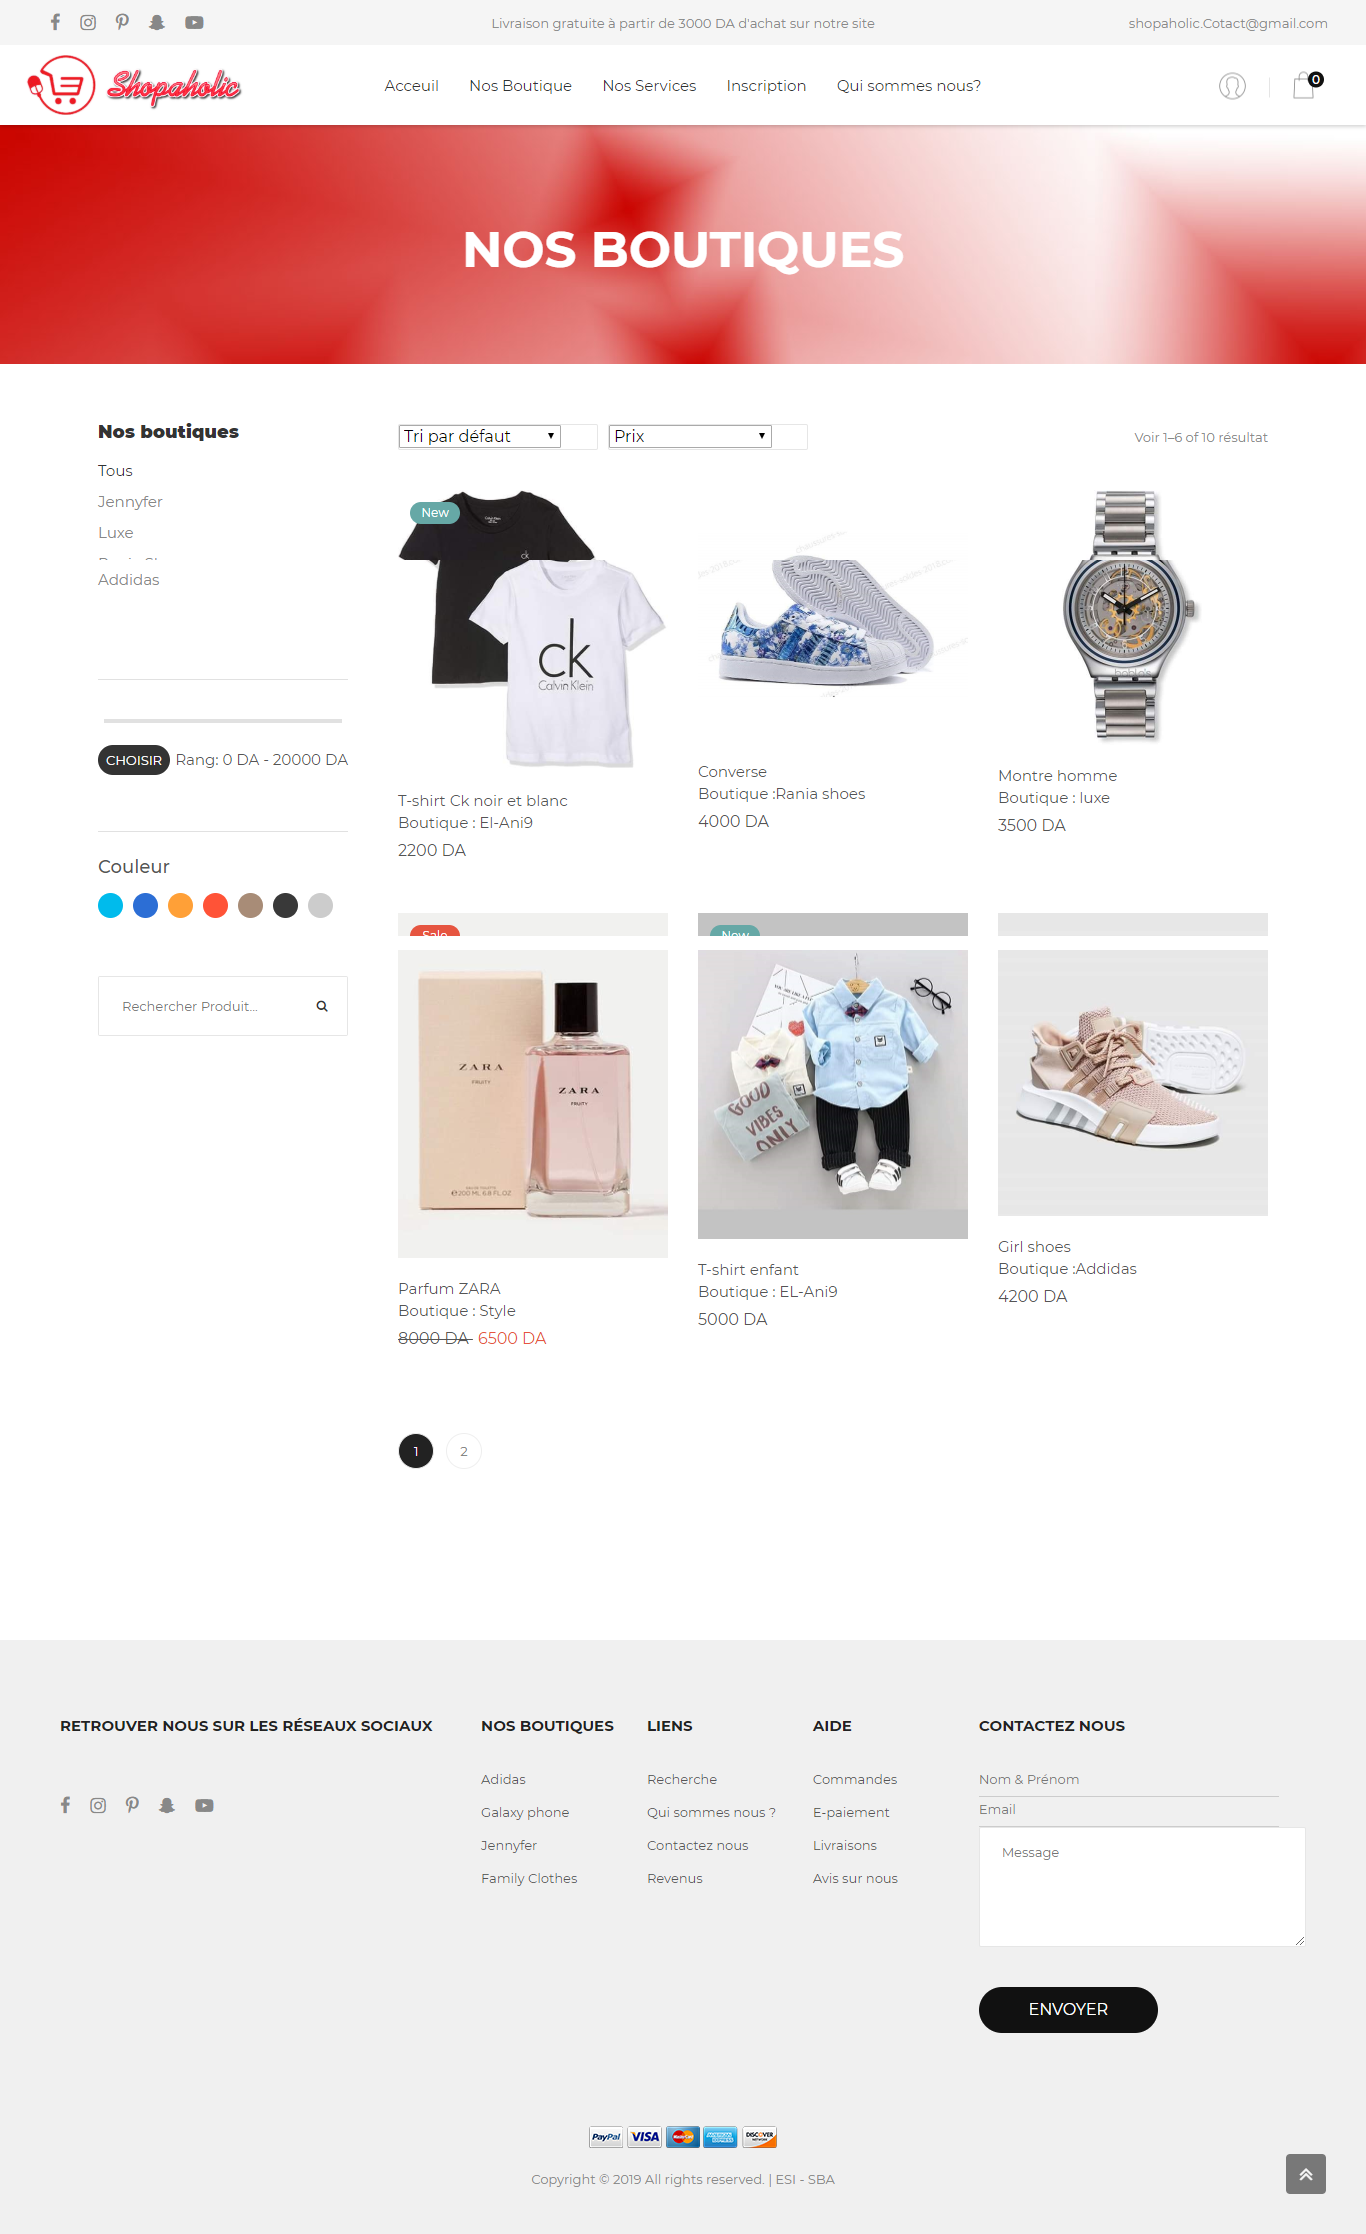 Livraison gratuite à partir de 3000 DA d'achat sur notre site
shopaholic.Cotact@gmail.com
Shopaholic
Acceuil
Nos Boutique
Nos Services
Inscription
Qui sommes nous?
0
NOS BOUTIQUES
Nos boutiques
Tous
Jennyfer
Luxe
Addidas
CHOISIR
Rang: 0 DA - 20000 DA
Couleur
Rechercher Produit...
Tri par défaut
Prix
Voir 1–6 of 10 résultat
New
ck
ck
Calvin Klein
T-shirt Ck noir et blanc
Boutique : El-Ani9
2200 DA
Converse
Boutique :Rania shoes
4000 DA
Montre homme
Boutique : luxe
3500 DA
Sale
ZARA
FRUITY
ZARA
FRUITY
Parfum ZARA
Boutique : Style
8000 DA 6500 DA
New
GOOD
VIBES
ONLY
T-shirt enfant
Boutique : EL-Ani9
5000 DA
Girl shoes
Boutique :Addidas
4200 DA
1
2
RETROUVER NOUS SUR LES RÉSEAUX SOCIAUX
NOS BOUTIQUES
Adidas
Galaxy phone
Jennyfer
Family Clothes
LIENS
Recherche
Qui sommes nous ?
Contactez nous
Revenus
AIDE
Commandes
E-paiement
Livraisons
Avis sur nous
CONTACTEZ NOUS
Nom & Prénom
Email
Message
ENVOYER
PayPal
VISA
MasterCard
AMERICAN EXPRESS
DISCOVER
Copyright © 2019 All rights reserved. | ESI - SBA